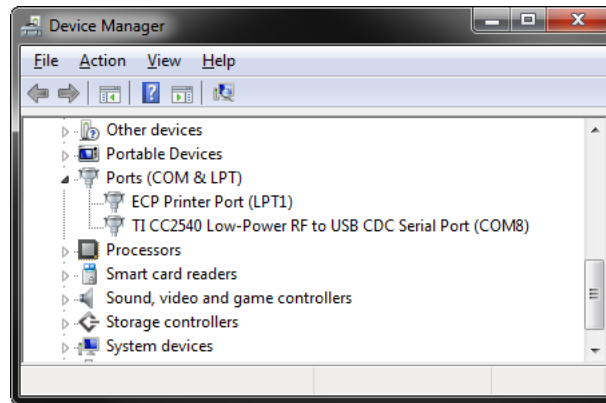 Device Manager
File Action View Help
Other devices
Portable Devices
Ports (COM & LPT)
ECP Printer Port (LPT1)
TI CC2540 Low-Power RF to USB CDC Serial Port (COM8)
Processors
Smart card readers
Sound, video and game controllers
Storage controllers
System devices